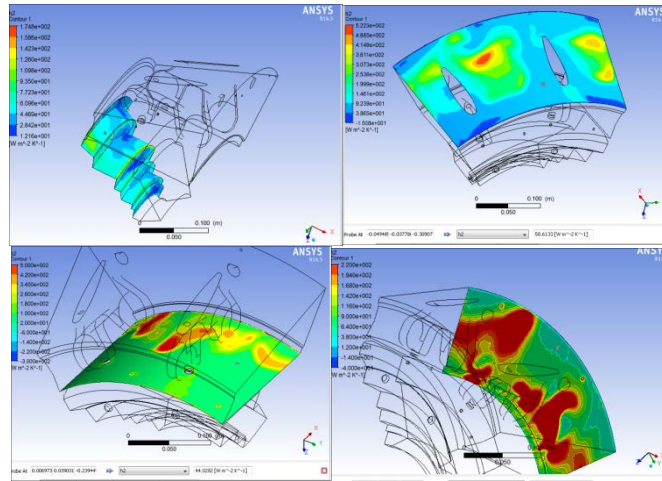 h2
Contour 1
1.748e+002
1.586e+002
1.423e+002
1.260e+002
1.098e+002
9.350e+001
7.723e+001
6.096e+001
4.469e+001
2.842e+001
1.216e+001
[W m^-2 K^-1]
ANSYS
R14.5
0.100 (m)
0.050
X
Contour 1
5.223e+002
4.685e+002
4.148e+002
3.611e+002
3.073e+002
2.536e+002
1.999e+002
1.461e+002
9.239e+001
3.865e+001
-1.508e+001
[W m^-2 K^-1]
ANSYS
R14.5
0.100 (m)
0.050
Probe At
h2
[W m^-2 K^-1]
Contour 1
5.000e+002
4.200e+002
3.400e+002
2.600e+002
1.800e+002
1.000e+002
2.000e+001
-6.000e+001
-1.400e+002
-2.200e+002
-3.000e+002
[W m^-2 K^-1]
ANSYS
0.100 (m)
0.050
X
Y
Z
robe At
h2
[W m^-2 K^-1]
Contour 1
2.200e+002
1.940e+002
1.680e+002
1.420e+002
1.160e+002
9.000e+001
6.400e+001
3.800e+001
1.200e+001
-1.400e+001
-4.000e+001
[W m^-2 K^-1]
ANSYS
R14.5
0.100 (m)
0.050
X
Y